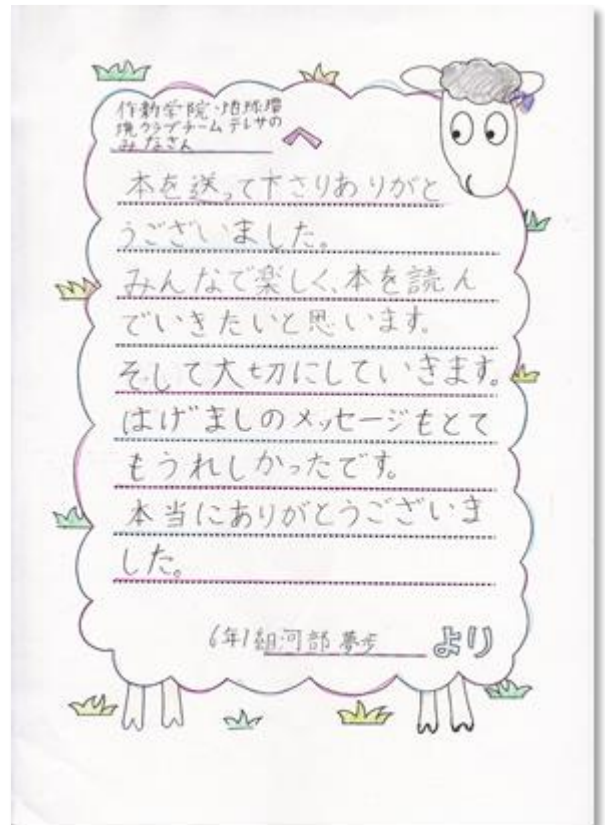 作新学院・地球環
境クラブチーム テレサの
みなさん
へ
本を送って下さりありがと
うございました。
みんなで楽しく、本を読ん
でいきたいと思います。
そして大切にしていきます。
はげましのメッセージもとて
もうれしかったです。
本当にありがとうございま
した。
6年1組 河部 夢歩 より